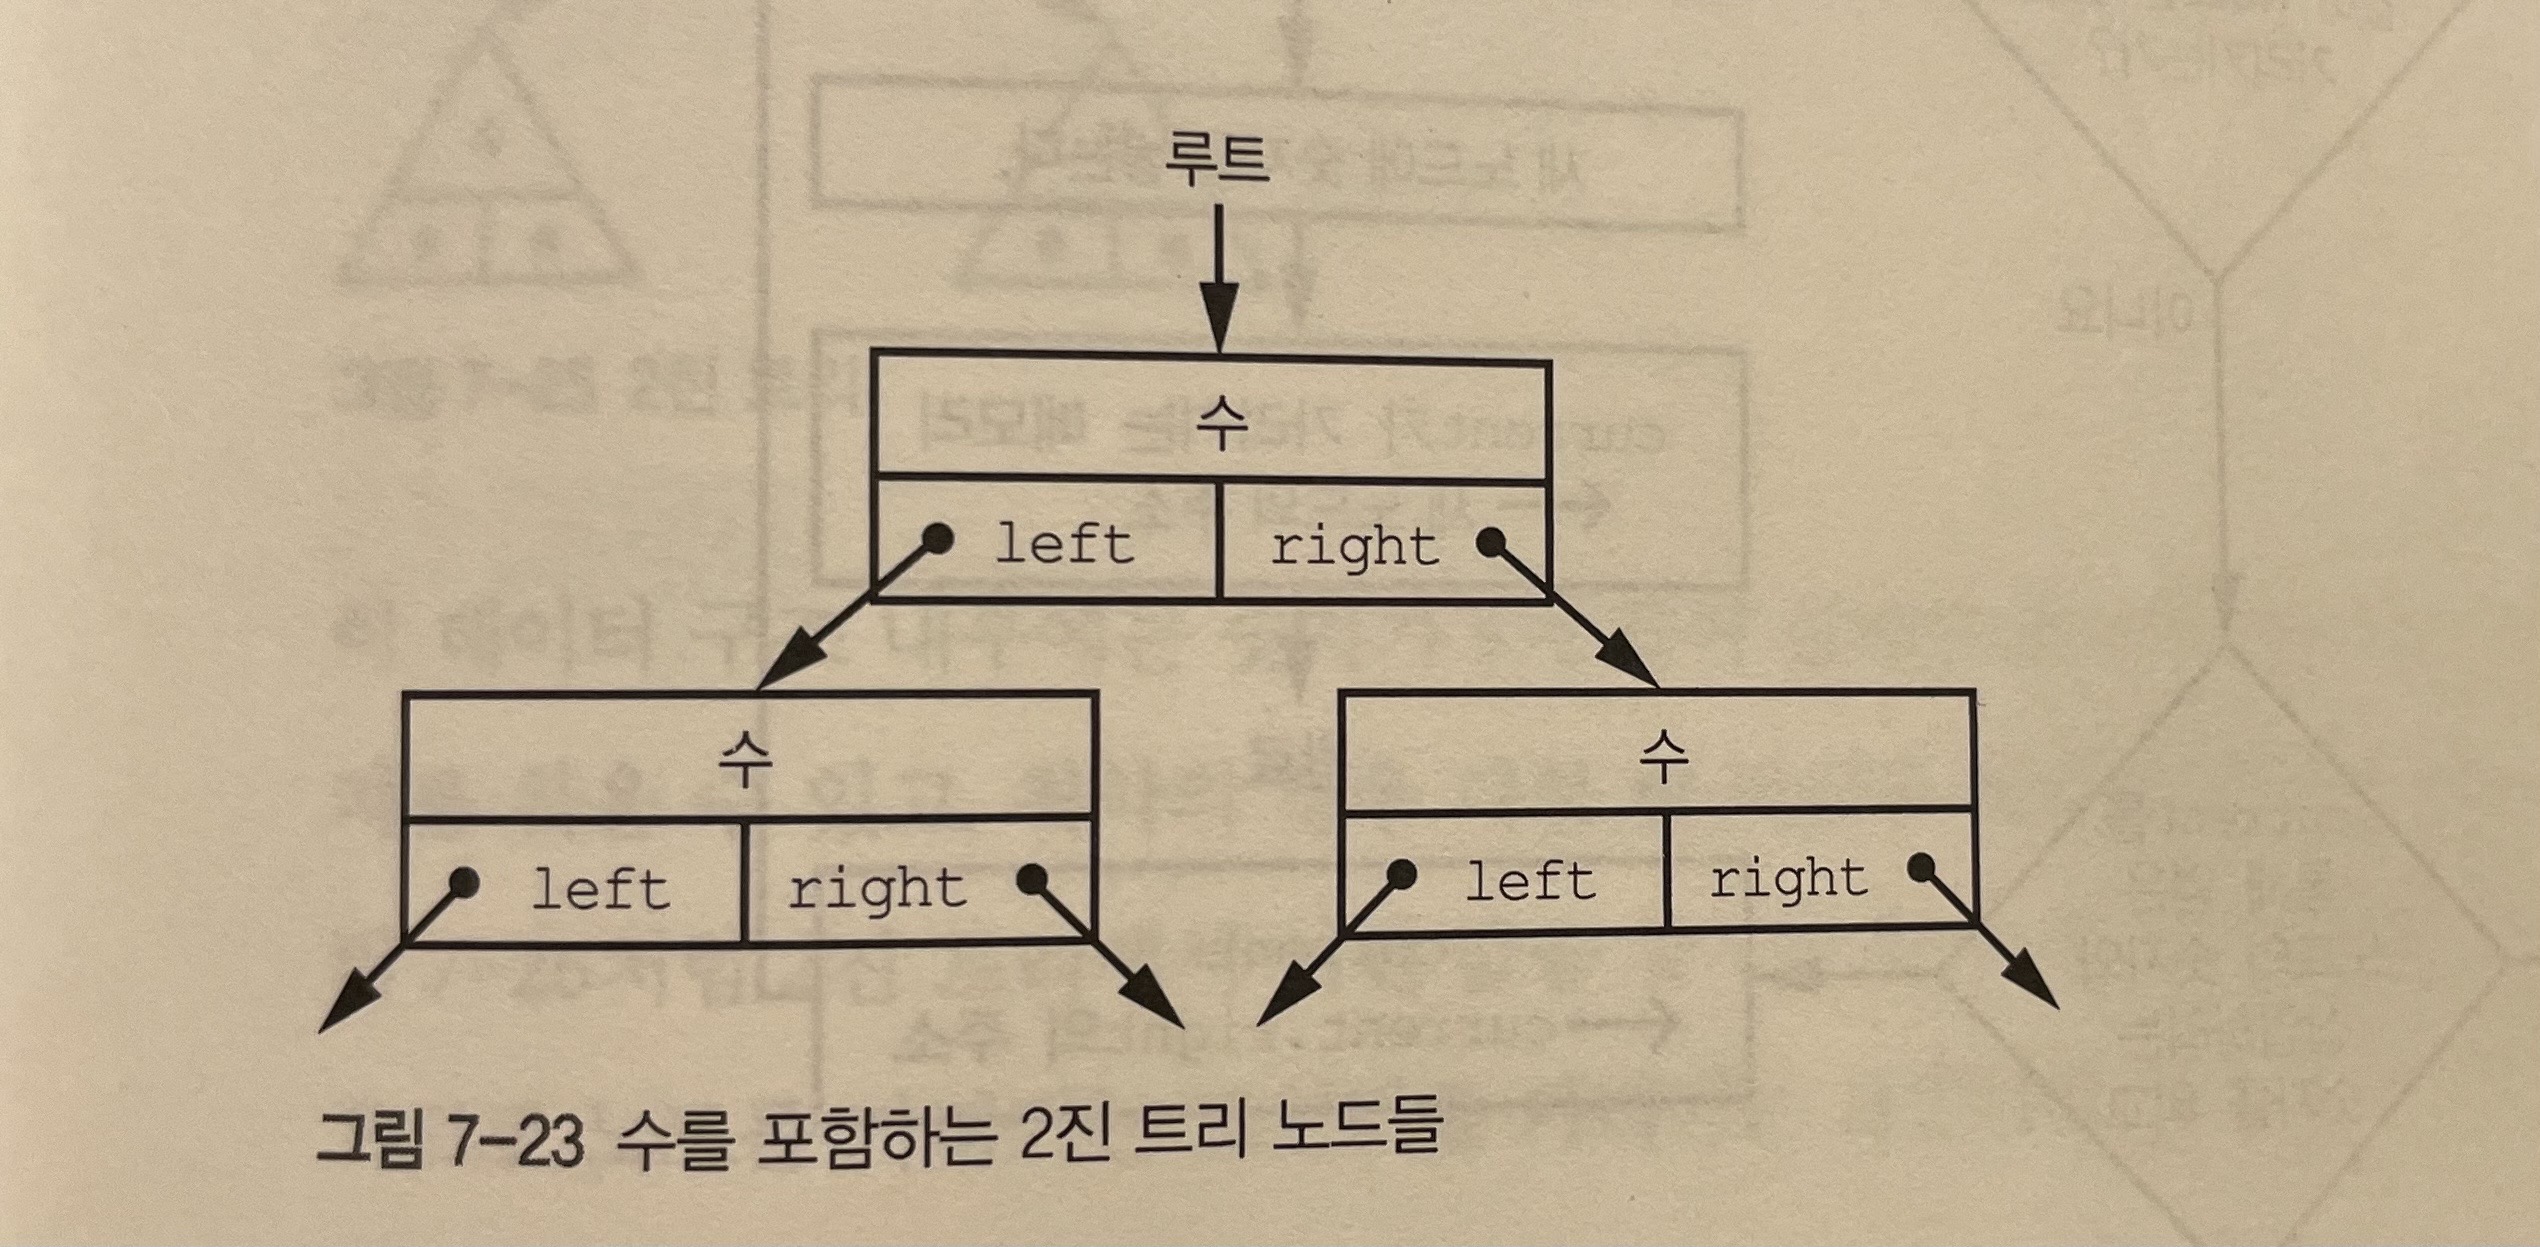 루트
수
left right
수 수
left right left right
그림 7-23 수를 포함하는 2진 트리 노드들